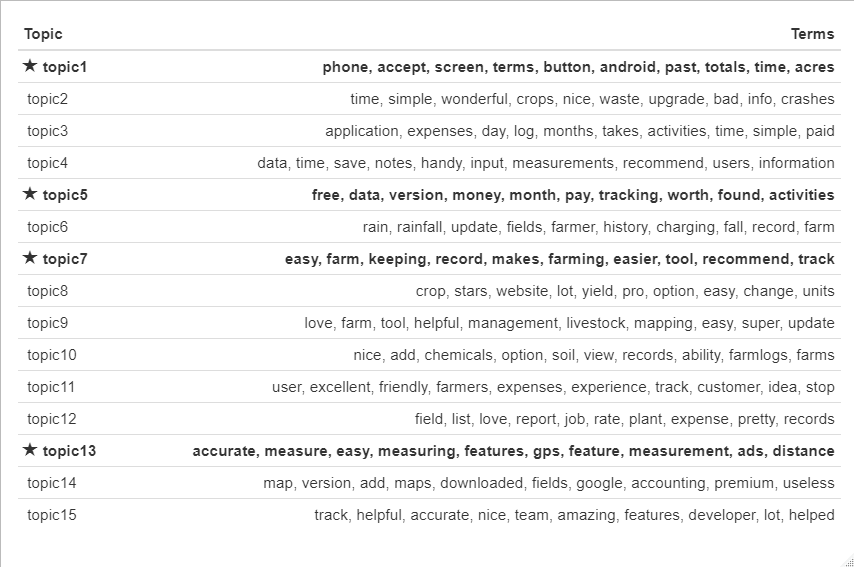 Topic Terms
★ topic1 phone, accept, screen, terms, button, android, past, totals, time, acres
topic2 time, simple, wonderful, crops, nice, waste, upgrade, bad, info, crashes
topic3 application, expenses, day, log, months, takes, activities, time, simple, paid
topic4 data, time, save, notes, handy, input, measurements, recommend, users, information
★ topic5 free, data, version, money, month, pay, tracking, worth, found, activities
topic6 rain, rainfall, update, fields, farmer, history, charging, fall, record, farm
★ topic7 easy, farm, keeping, record, makes, farming, easier, tool, recommend, track
topic8 crop, stars, website, lot, yield, pro, option, easy, change, units
topic9 love, farm, tool, helpful, management, livestock, mapping, easy, super, update
topic10 nice, add, chemicals, option, soil, view, records, ability, farmlogs, farms
topic11 user, excellent, friendly, farmers, expenses, experience, track, customer, idea, stop
topic12 field, list, love, report, job, rate, plant, expense, pretty, records
★ topic13 accurate, measure, easy, measuring, features, gps, feature, measurement, ads, distance
topic14 map, version, add, maps, downloaded, fields, google, accounting, premium, useless
topic15 track, helpful, accurate, nice, team, amazing, features, developer, lot, helped